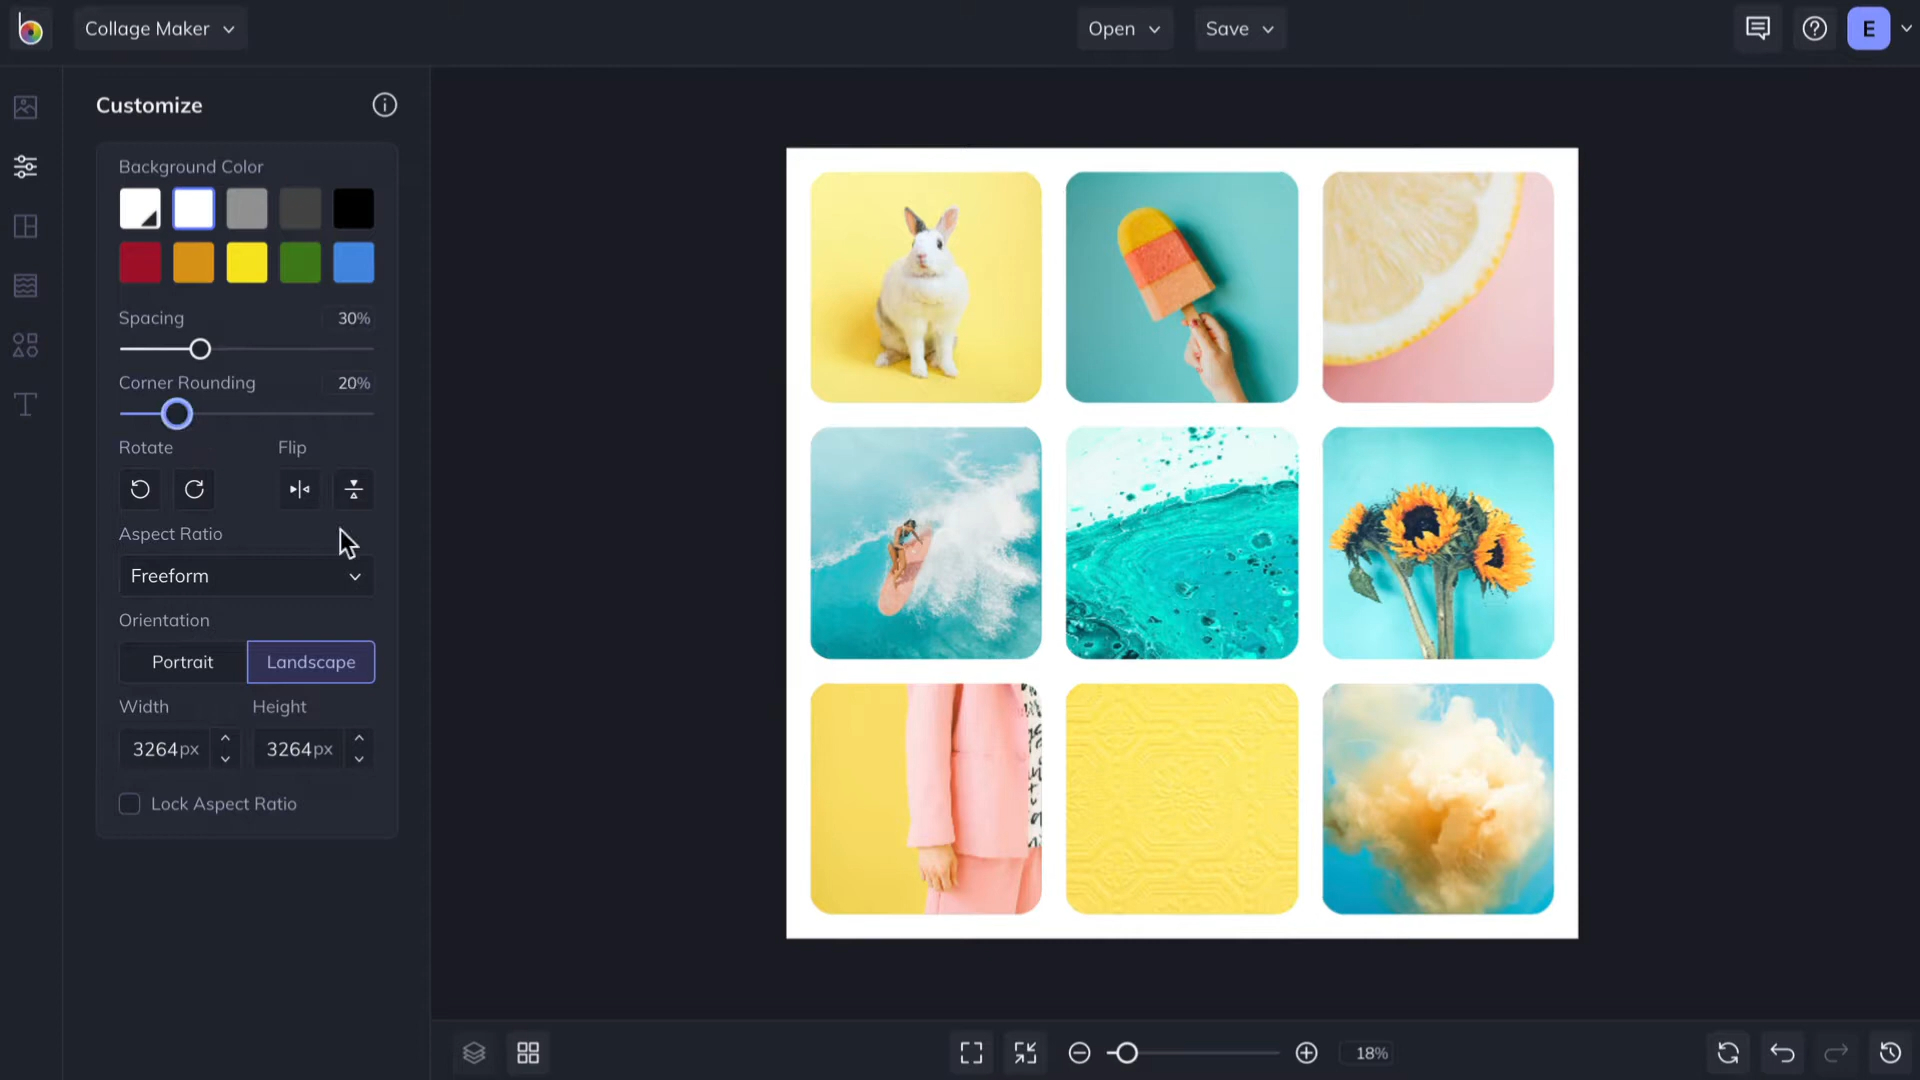 Collage Maker
Open
Save
E
Customize
Background Color
Spacing 30%
Corner Rounding 20%
Rotate Flip
Aspect Ratio
Freeform
Orientation
Portrait Landscape
Width Height
3264px 3264px
Lock Aspect Ratio
18%